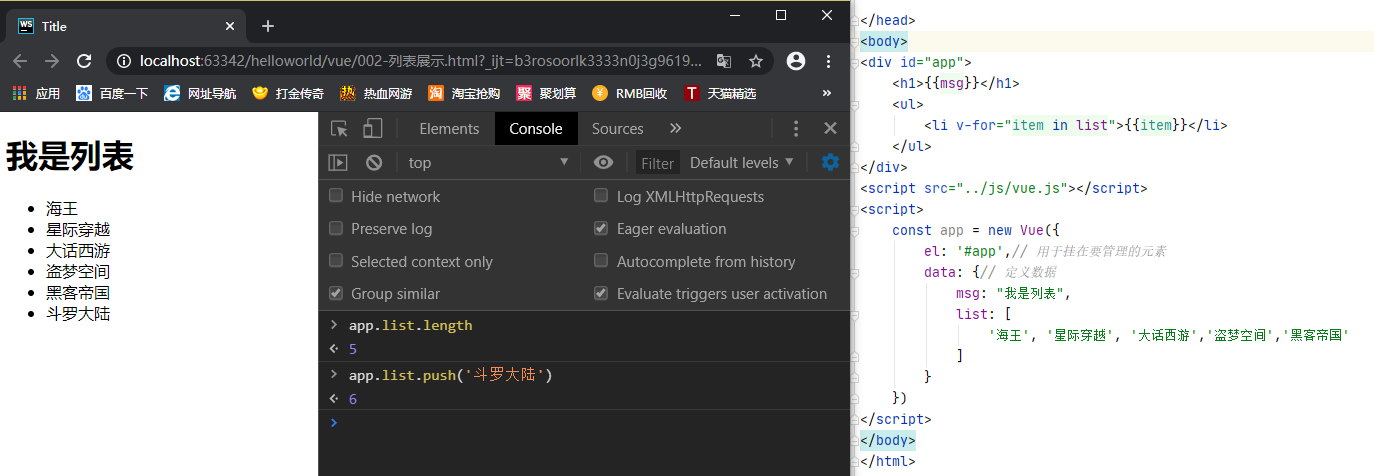 Title
localhost:63342/helloworld/vue/002-列表展示.html?_ijt=b3rosoorlk3333n0j3g9619...
应用 百度一下 网址导航 打金传奇 热血网游 淘宝抢购 聚划算 RMB回收 天猫精选 »
我是列表
海王
星际穿越
大话西游
盗梦空间
黑客帝国
斗罗大陆
Elements Console Sources »
top Filter Default levels
Hide network Log XMLHttpRequests
Preserve log Eager evaluation
Selected context only Autocomplete from history
Group similar Evaluate triggers user activation
app.list.length
5
app.list.push('斗罗大陆')
6
</head>
<body>
<div id="app">
<h1>{{msg}}</h1>
<ul>
<li v-for="item in list">{{item}}</li>
</ul>
</div>
<script src="../js/vue.js"></script>
<script>
const app = new Vue({
el: '#app',// 用于挂在要管理的元素
data: {// 定义数据
msg: "我是列表",
list: [
'海王', '星际穿越', '大话西游','盗梦空间','黑客帝国'
]
}
})
</script>
</body>
</html>